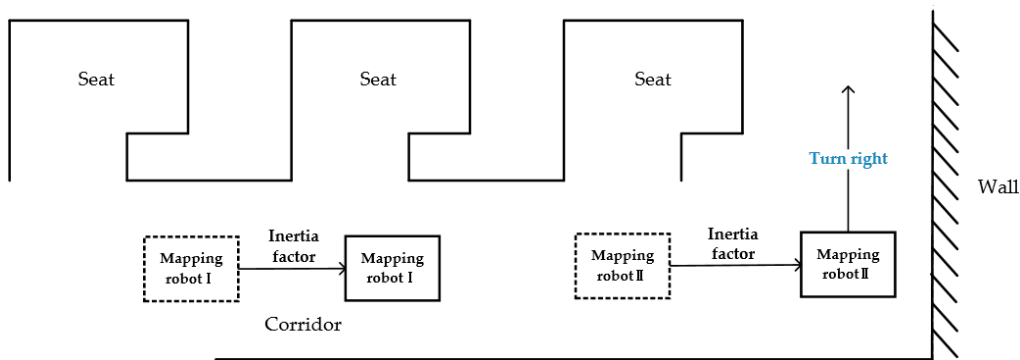 Seat
Seat
Seat
Turn right
Wall
Inertia
factor
Inertia
factor
Mapping
robot Ⅰ
Mapping
robot Ⅰ
Mapping
robot Ⅱ
Mapping
robot Ⅱ
Corridor